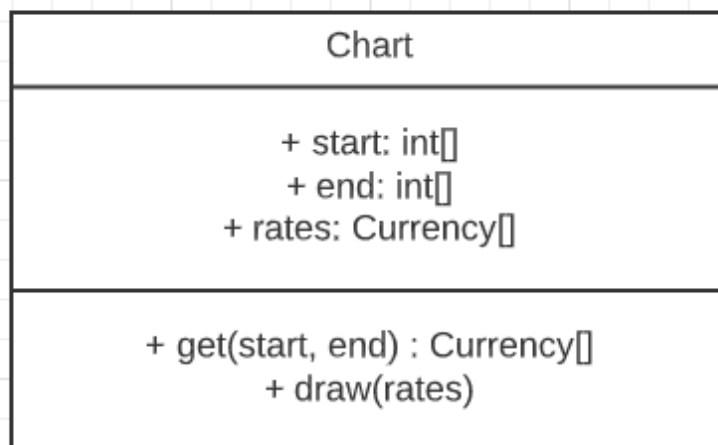 Chart
+ start: int[]
+ end: int[]
+ rates: Currency[]
+ get(start, end) : Currency[]
+ draw(rates)